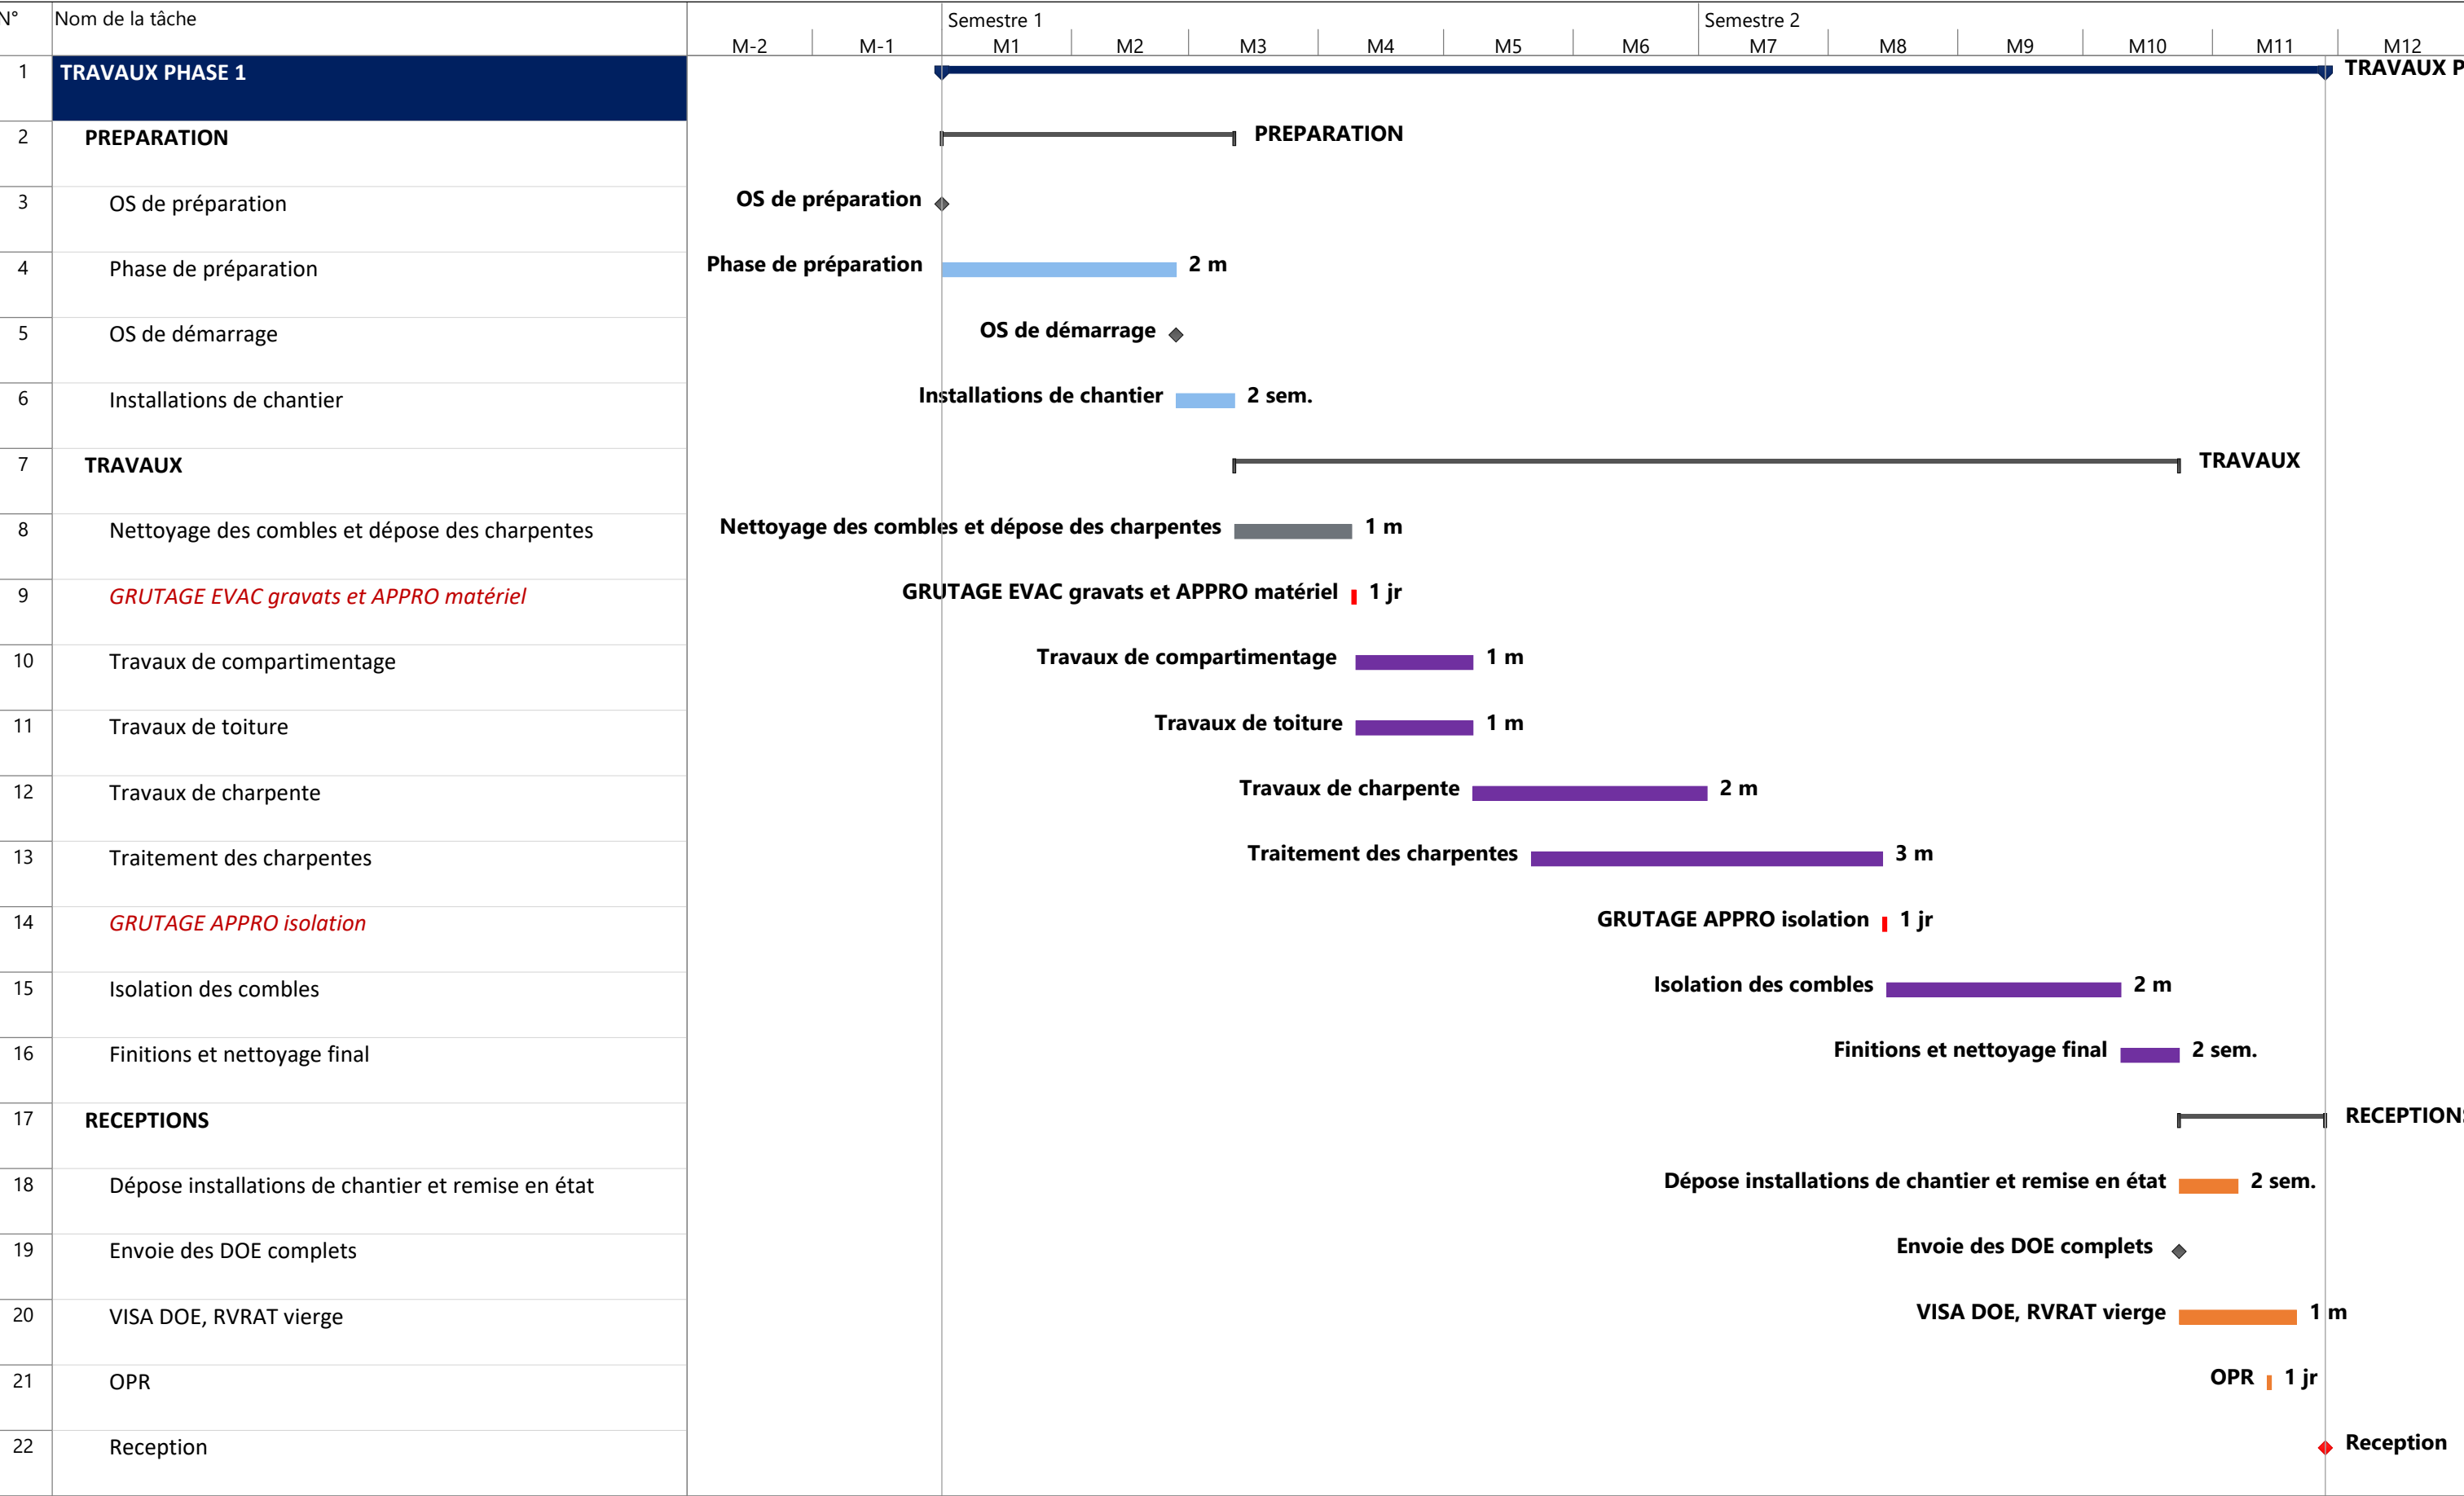 N° Nom de la tâche Semestre 1 Semestre 2
M-2 M-1 M1 M2 M3 M4 M5 M6 M7 M8 M9 M10 M11 M12
1 TRAVAUX PHASE 1 TRAVAUX P
2 PREPARATION PREPARATION
3 OS de préparation OS de préparation
4 Phase de préparation Phase de préparation 2 m
5 OS de démarrage OS de démarrage
6 Installations de chantier Installations de chantier 2 sem.
7 TRAVAUX TRAVAUX
8 Nettoyage des combles et dépose des charpentes Nettoyage des combles et dépose des charpentes 1 m
9 GRUTAGE EVAC gravats et APPRO matériel GRUTAGE EVAC gravats et APPRO matériel 1 jr
10 Travaux de compartimentage Travaux de compartimentage 1 m
11 Travaux de toiture Travaux de toiture 1 m
12 Travaux de charpente Travaux de charpente 2 m
13 Traitement des charpentes Traitement des charpentes 3 m
14 GRUTAGE APPRO isolation GRUTAGE APPRO isolation 1 jr
15 Isolation des combles Isolation des combles 2 m
16 Finitions et nettoyage final Finitions et nettoyage final 2 sem.
17 RECEPTIONS RECEPTIONS
18 Dépose installations de chantier et remise en état Dépose installations de chantier et remise en état 2 sem.
19 Envoie des DOE complets Envoie des DOE complets
20 VISA DOE, RVRAT vierge VISA DOE, RVRAT vierge 1 m
21 OPR OPR 1 jr
22 Reception Reception